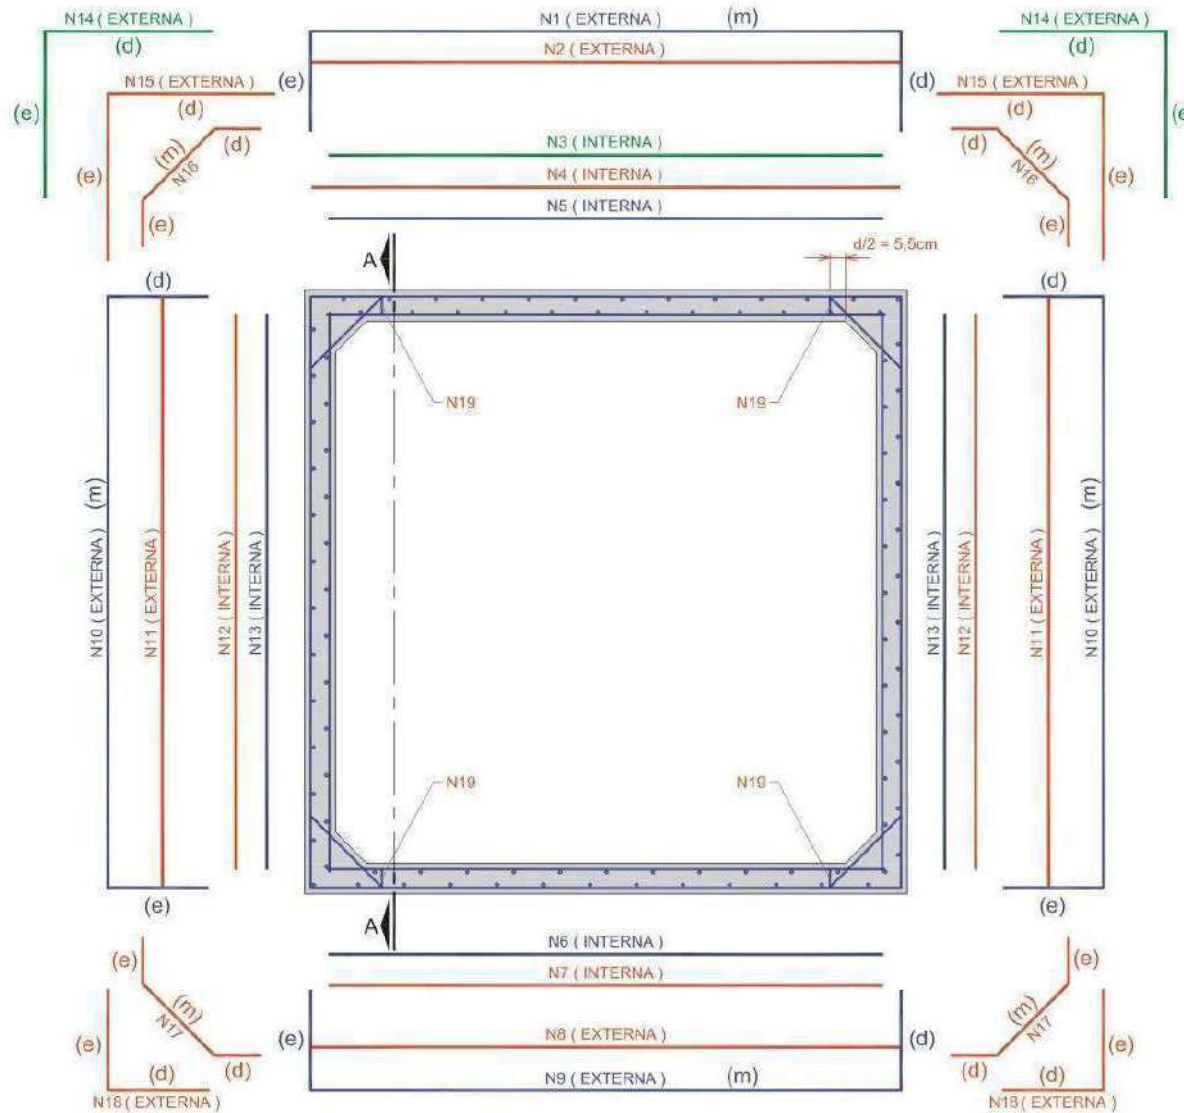 N14 ( EXTERNA )
N1 ( EXTERNA )
(m)
N14 ( EXTERNA )
(d)
N2 ( EXTERNA )
(d)
N15 ( EXTERNA )
(e)
(d)
N15 ( EXTERNA )
(e)
(d)
(d)
(e)
(m)
N16
(d)
N3 ( INTERNA )
(d)
(m)
N16
(e)
N4 ( INTERNA )
(e)
(e)
N5 ( INTERNA )
(e)
A
d/2 = 5,5cm
(d)
(d)
N19
N19
N10 ( EXTERNA )
(m)
N11 ( EXTERNA )
N12 ( INTERNA )
N13 ( INTERNA )
N13 ( INTERNA )
N12 ( INTERNA )
N11 ( EXTERNA )
N10 ( EXTERNA )
(m)
N19
N19
(e)
(e)
A
N6 ( INTERNA )
(e)
N7 ( INTERNA )
(e)
(m)
N17
(m)
N17
(e)
(e)
N8 ( EXTERNA )
(d)
(e)
(d)
(d)
N9 ( EXTERNA )
(m)
(d)
(d)
N18 ( EXTERNA )
N18 ( EXTERNA )